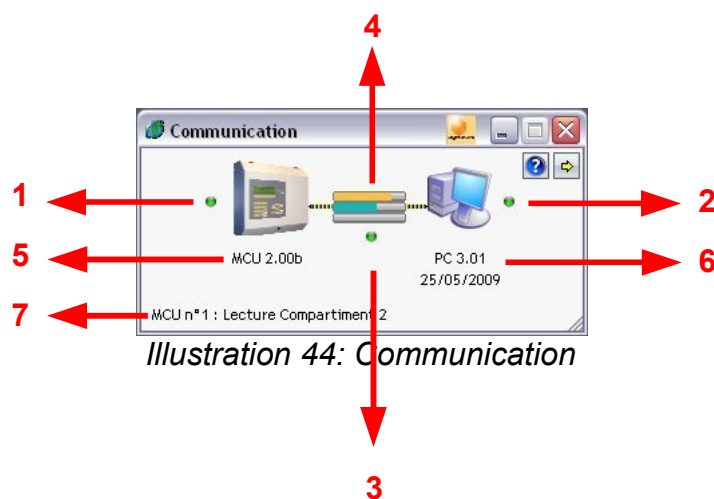 4
Communication
1
2
5
MCU 2.00b
PC 3.01
6
25/05/2009
7
MCU n°1 : Lecture Compartiment 2
Illustration 44: Communication
3